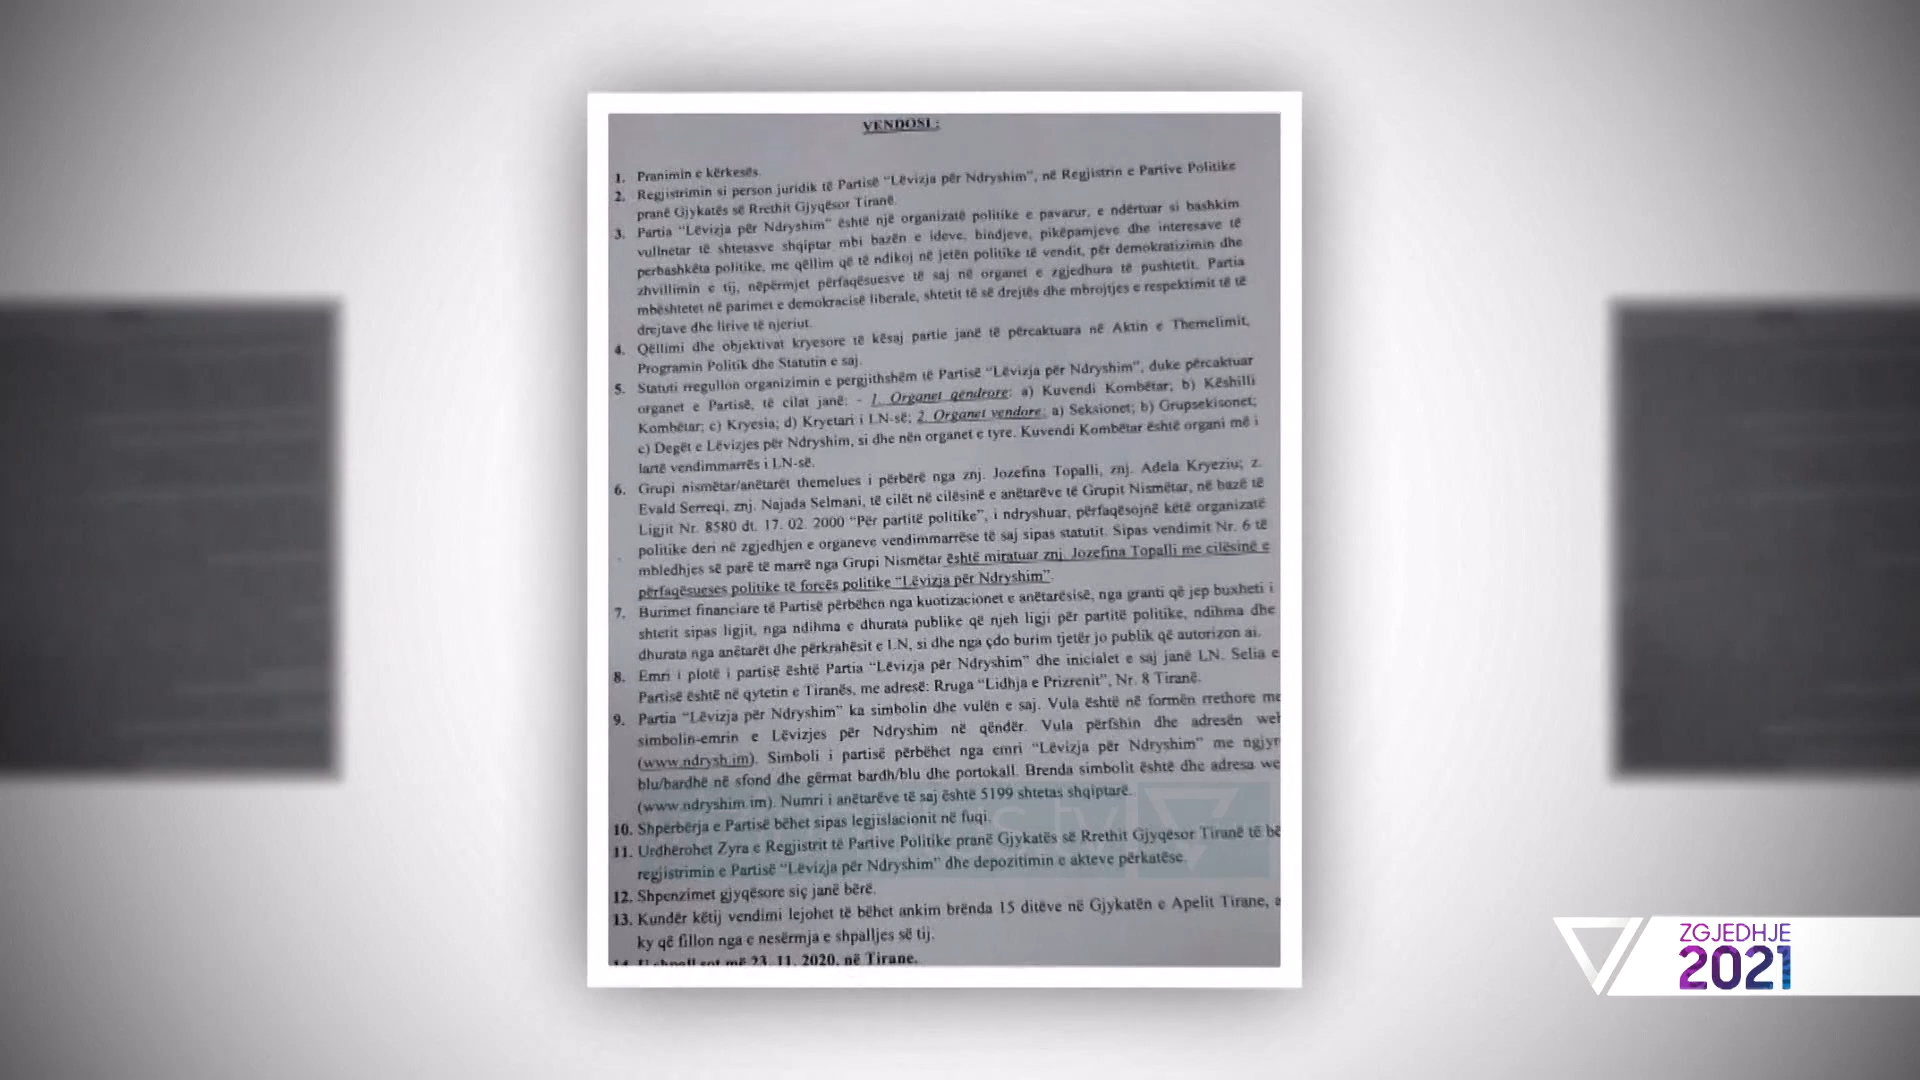 VENDOSI:
1. Pranimin e kërkesës.
2. Regjistrimin si person juridik të Partisë “Lëvizja për Ndryshim”, në Regjistrin e Partive Politike
pranë Gjykatës së Rrethit Gjyqësor Tiranë.
3. Partia “Lëvizja për Ndryshim” është një organizatë politike e pavarur, e ndërtuar si bashkim
vullnetar të shtetasve shqiptar mbi bazën e ideve, bindjeve, pikëpamjeve dhe interesave të
perbashkëta politike, me qëllim që të ndikoj në jetën politike të vendit, për demokratizimin dhe
zhvillimin e tij, nëpërmjet përfaqësuesve të saj në organet e zgjedhura të pushtetit. Partia
mbështetet në parimet e demokracisë liberale, shtetit të së drejtës dhe mbrojtjes e respektimit të të
drejtave dhe lirive të njeriut.
4. Qëllimi dhe objektivat kryesore të kësaj partie janë të përcaktuara në Aktin e Themelimit,
Programin Politik dhe Statutin e saj.
5. Statuti rregullon organizimin e pergjithshëm të Partisë “Lëvizja për Ndryshim”, duke përcaktuar
organet e Partisë, të cilat janë: - 1. Organet qendrore: a) Kuvendi Kombëtar; b) Këshilli
Kombëtar; c) Kryesia; d) Kryetari i LN-së; 2. Organet vendore: a) Seksionet; b) Grupsekisonet;
c) Degët e Lëvizjes për Ndryshim, si dhe nën organet e tyre. Kuvendi Kombëtar është organi më i
lartë vendimmarrës i LN-së.
6. Grupi nismëtar/anëtarët themelues i përbërë nga znj. Jozefina Topalli, znj. Adela Kryeziu; z.
Evald Serreqi, znj. Najada Selmani, të cilët në cilësinë e anëtarëve të Grupit Nismëtar, në bazë të
Ligjit Nr. 8580 dt. 17. 02. 2000 “Për partitë politike”, i ndryshuar, përfaqësojnë këtë organizatë
politike deri në zgjedhjen e organeve vendimmarrëse të saj sipas statutit. Sipas vendimit Nr. 6 të
mbledhjes së parë të marrë nga Grupi Nismëtar është miratuar znj. Jozefina Topalli me cilësinë e
përfaqësueses politike të forcës politike “Lëvizja për Ndryshim”.
7. Burimet financiare të Partisë përbëhen nga kuotizacionet e anëtarësisë, nga granti që jep buxheti i
shtetit sipas ligjit, nga ndihma e dhurata publike që njeh ligji për partitë politike, ndihma dhe
dhurata nga anëtarët dhe përkrahësit e LN, si dhe nga çdo burim tjetër jo publik që autorizon ai.
8. Emri i plotë i partisë është Partia “Lëvizja për Ndryshim” dhe inicialet e saj janë LN. Selia e
Partisë është në qytetin e Tiranës, me adresë: Rruga “Lidhja e Prizrenit”, Nr. 8 Tiranë.
9. Partia “Lëvizja për Ndryshim” ka simbolin dhe vulën e saj. Vula është në formën rrethore me
simbolin-emrin e Lëvizjes për Ndryshim në qëndër. Vula përfshin dhe adresën
(www.ndrysh.im). Simboli i partisë përbëhet nga emri “Lëvizja për Ndryshim” me ngjyr
blu/bardhë në sfond dhe gërmat bardh/blu dhe portokall. Brenda simbolit është dhe adresa we
(www.ndryshim.im). Numri i anëtarëve të saj është 5199 shtetas shqiptarë.
10. Shpërbërja e Partisë bëhet sipas legjislacionit në fuqi.
11. Urdhërohet Zyra e Regjistrit të Partive Politike pranë Gjykatës së Rrethit Gjyqësor Tiranë të bë
regjistrimin e Partisë “Lëvizja për Ndryshim” dhe depozitimin e akteve përkatëse.
12. Shpenzimet gjyqësore siç janë bërë.
13. Kundër këtij vendimi lejohet të bëhet ankim brënda 15 ditëve në Gjykatën e Apelit Tirane,
ky që fillon nga e nesërmja e shpalljes së tij.
14. U shpall sot më 23. 11. 2020, në Tirane.
ZGJEDHJE
2021